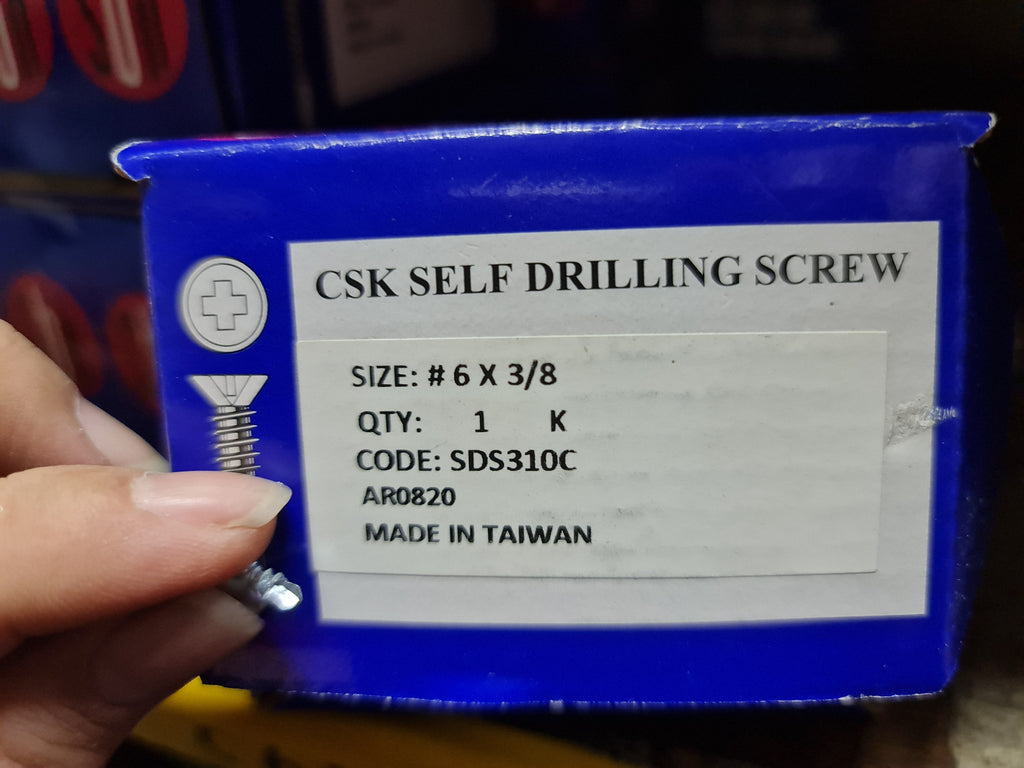 CSK SELF DRILLING SCREW
SIZE: # 6 X 3/8
QTY: 1 K
CODE: SDS310C
AR0820
MADE IN TAIWAN